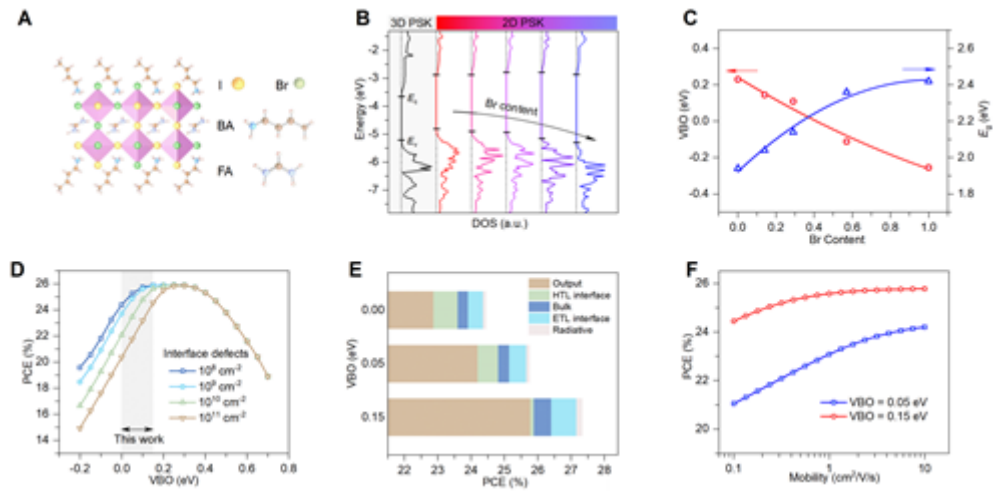 A
I
Br
BA
FA
B
3D PSK
2D PSK
Energy (eV)
-1
-3
-4
-5
-6
-7
Ec
Ev
Br content
DOS (a.u.)
C
VBO (eV)
0.4
0.2
0.0
-0.2
-0.4
2.6
2.4
2.2
2.0
1.8
Eg (eV)
0.0
0.2
0.4
0.6
0.8
1.0
Br Content
D
PCE (%)
28
26
24
22
20
18
16
14
Interface defects
10⁸ cm⁻²
10⁹ cm⁻²
10¹⁰ cm⁻²
10¹¹ cm⁻²
This work
-0.2
0.0
0.2
0.4
0.6
0.8
VBO (eV)
E
VBO (eV)
0.00
0.05
0.15
Output
HTL interface
Bulk
ETL interface
Radiative
22
23
24
25
26
27
28
PCE (%)
F
PCE (%)
26
24
22
20
VBO = 0.05 eV
VBO = 0.15 eV
0.1
1
10
Mobility(cm²/V/s)